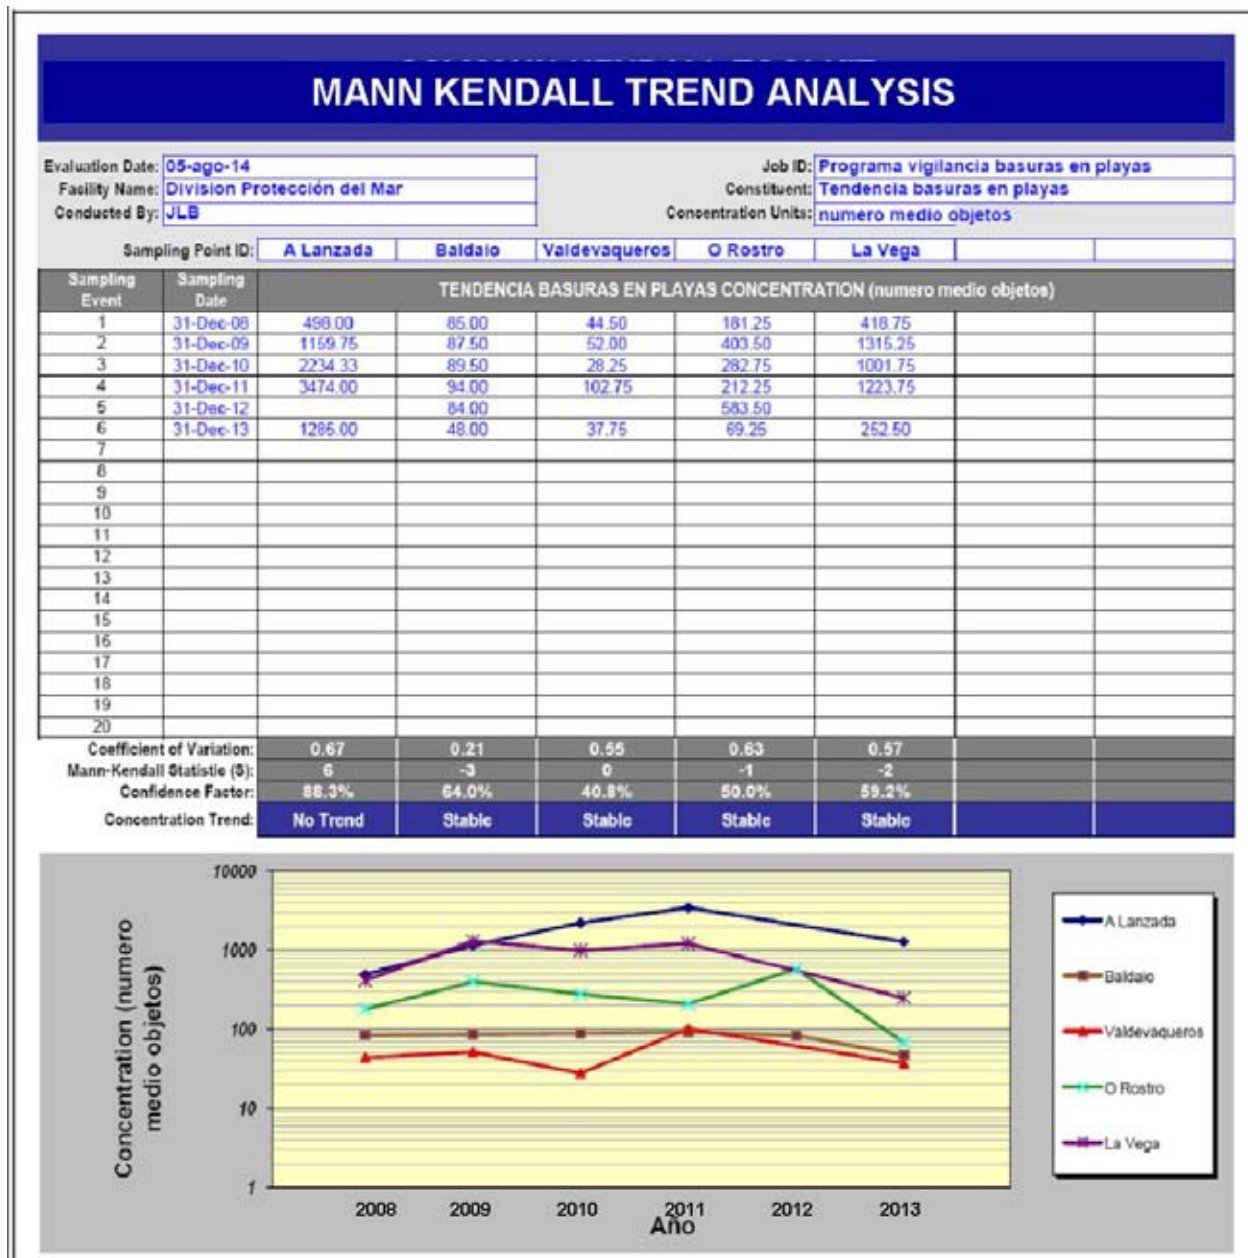 MANN KENDALL TREND ANALYSIS
Evaluation Date: 05-ago-14 Job ID: Programa vigilancia basuras en playas
Facility Name: Division Protección del Mar Constituent: Tendencia basuras en playas
Conducted By: JLB Concentration Units: numero medio objetos
Sampling Point ID: A Lanzada Baldaio Valdevaqueros O Rostro La Vega
Sampling Event Sampling Date TENDENCIA BASURAS EN PLAYAS CONCENTRATION (numero medio objetos)
1 31-Dec-08 498.00 85.00 44.50 181.25 418.75
2 31-Dec-09 1159.75 87.50 52.00 403.50 1315.25
3 31-Dec-10 2234.33 89.50 28.25 282.75 1001.75
4 31-Dec-11 3474.00 94.00 102.75 212.25 1223.75
5 31-Dec-12 84.00 583.50
6 31-Dec-13 1285.00 48.00 37.75 69.25 252.50
7
8
9
10
11
12
13
14
15
16
17
18
19
20
Coefficient of Variation: 0.67 0.21 0.55 0.63 0.57
Mann-Kendall Statistic (S): 6 -3 0 -1 -2
Confidence Factor: 88.3% 64.0% 40.8% 50.0% 59.2%
Concentration Trend: No Trend Stable Stable Stable Stable
Concentration (numero
medio objetos)
10000
1000
100
10
1
2008 2009 2010 2011 2012 2013
Año
A Lanzada
Baldaio
Valdevaqueros
O Rostro
La Vega